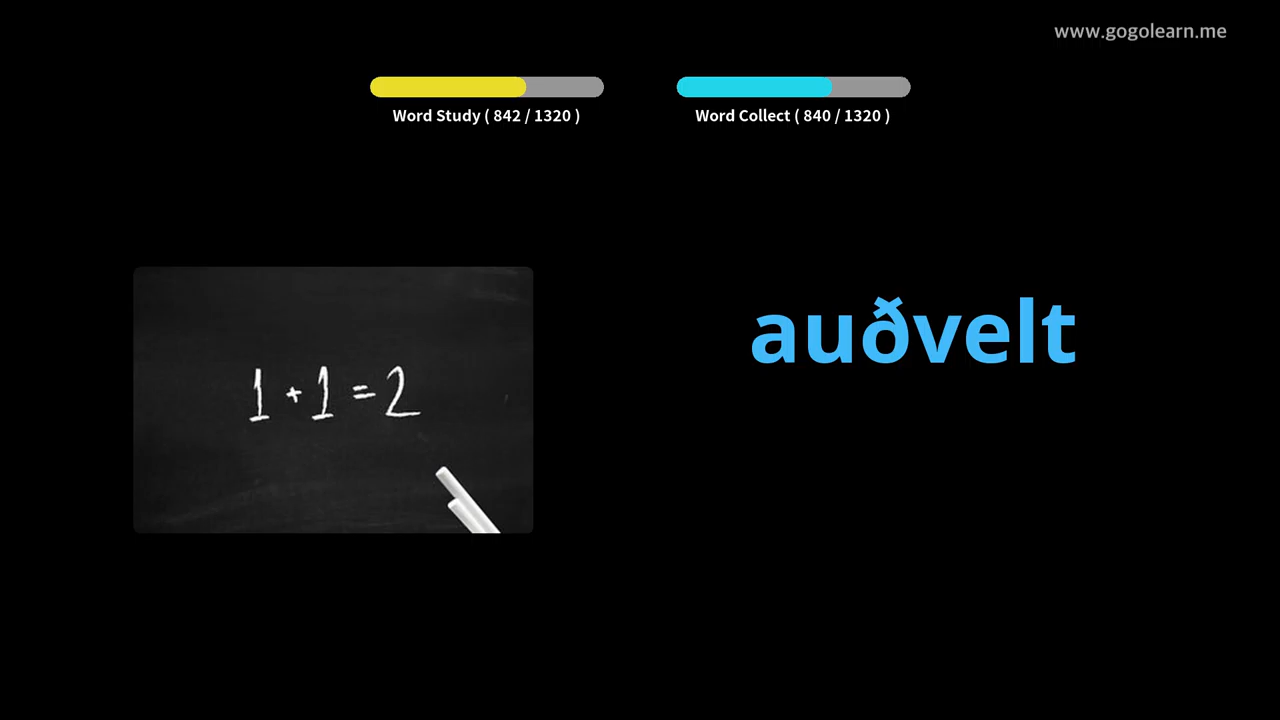 www.gogolearn.me
Word Study ( 842 / 1320 )
Word Collect ( 840 / 1320 )
auðvelt
1 + 1 = 2